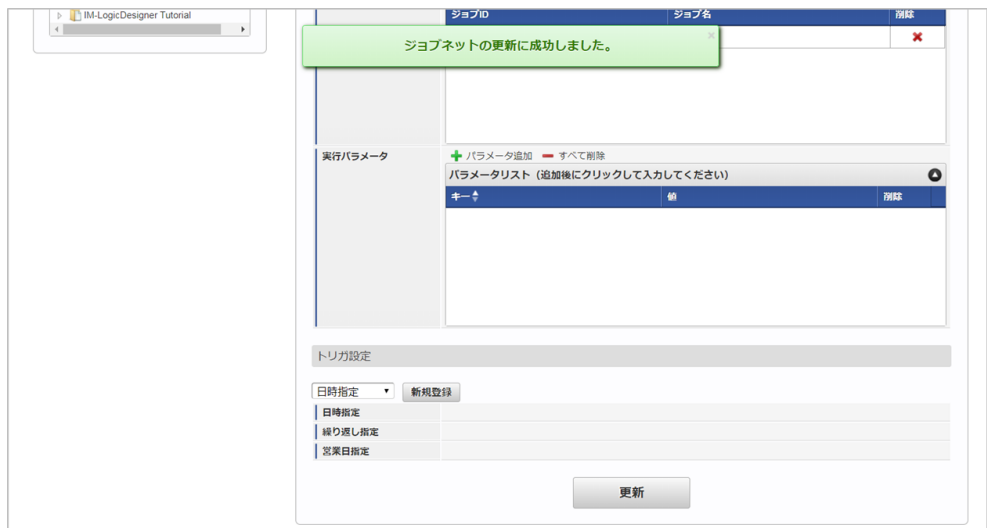 IM-LogicDesigner Tutorial
ジョブID ジョブ名 削除
ジョブネットの更新に成功しました。
実行パラメータ
パラメータ追加 すべて削除
パラメータリスト（追加後にクリックして入力してください）
キー 値 削除
トリガ設定
日時指定 新規登録
日時指定
繰り返し指定
営業日指定
更新